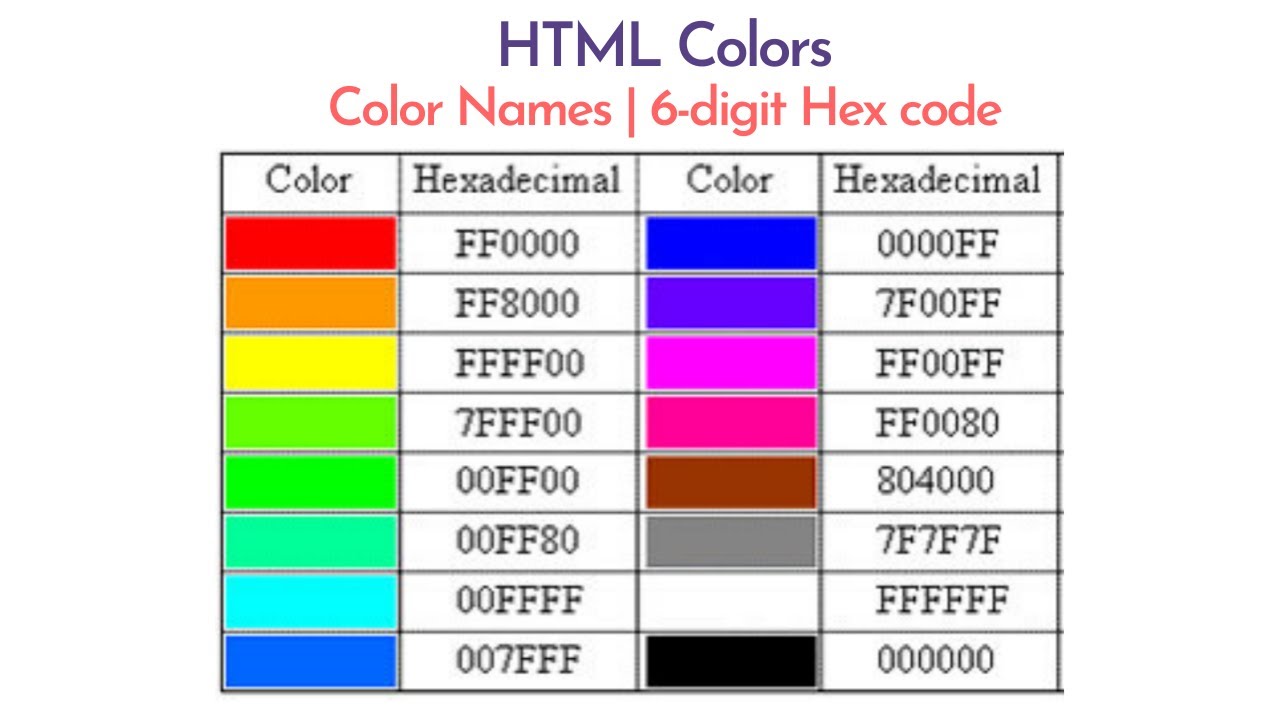 HTML Colors
Color Names | 6-digit Hex code
Color Hexadecimal Color Hexadecimal
FF0000 0000FF
FF8000 7F00FF
FFFF00 FF00FF
7FFF00 FF0080
00FF00 804000
00FF80 7F7F7F
00FFFF FFFFFF
007FFF 000000